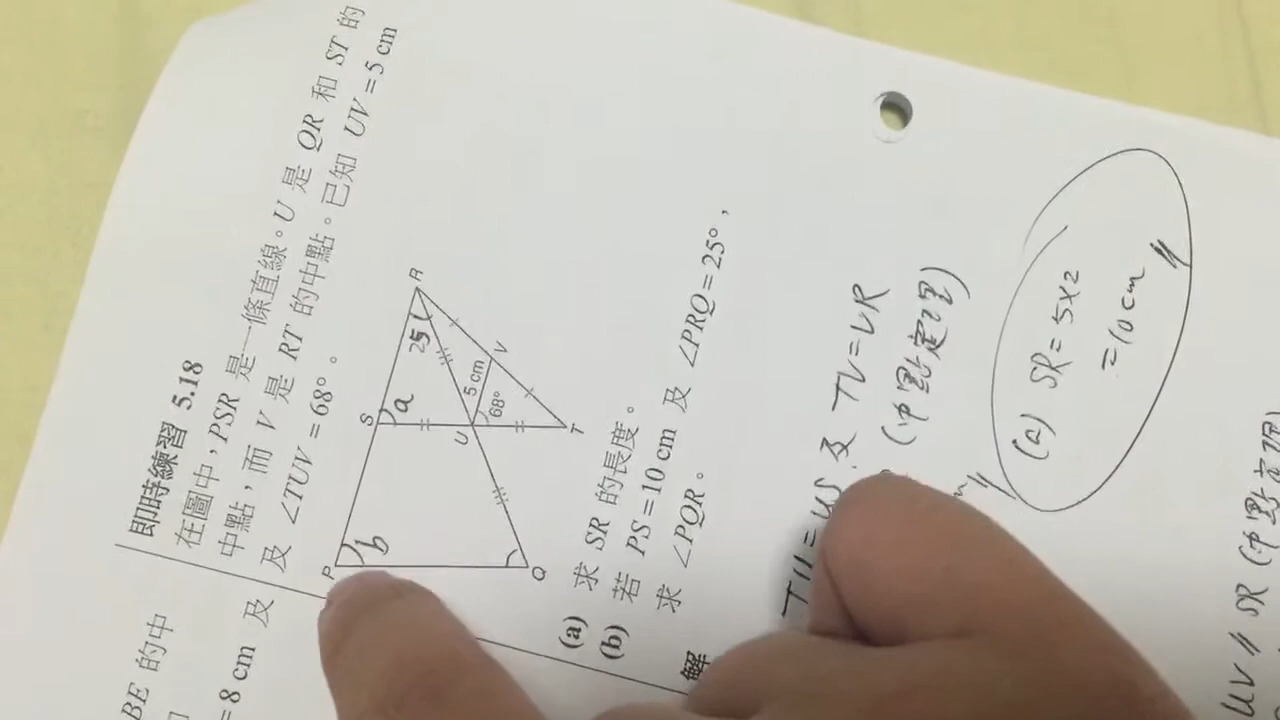 BE 的中
= 8 cm 及
即時練習 5.18
在圖中，PSR 是一條直線。U 是 QR 和 ST 的
中點，而 V 是 RT 的中點。已知 UV = 5 cm
及 ∠TUV = 68°。
P
S
R
25
a
b
U
V
5 cm
68°
T
Q
(a) 求 SR 的長度。
(b) 若 PS = 10 cm 及 ∠PRQ = 25°，
求 ∠PQR。
解
TU = US 及 TV = VR
(中點定理)
(a) SR = 5×2
= 10 cm
UV // SR (中點定理)